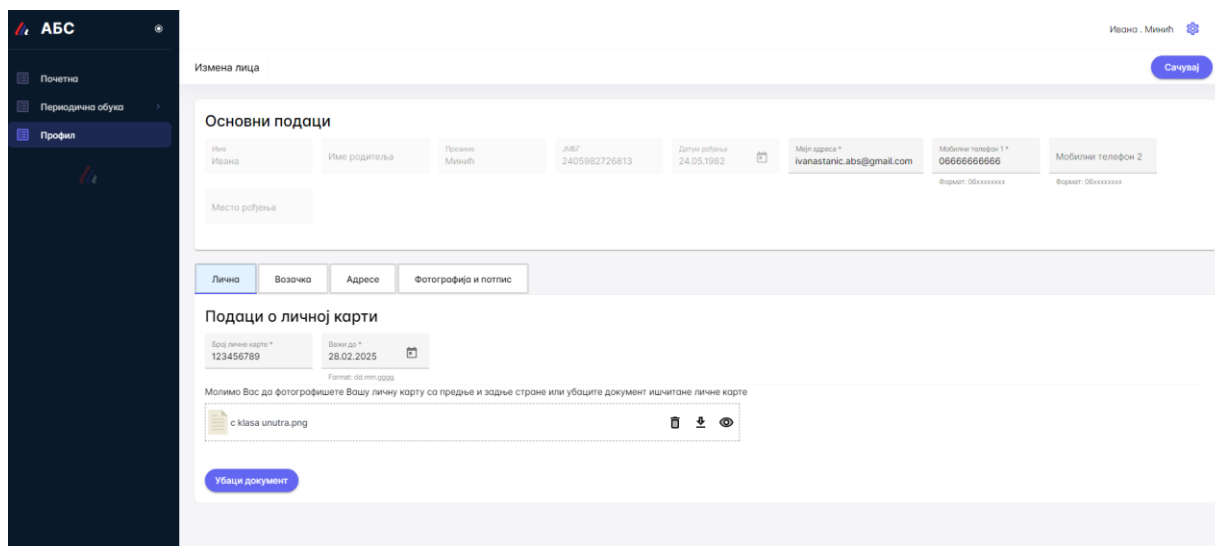 АБС
Ивана . Минић
Почетна
Периодична обука
Профил
Измена лица
Сачувај
Основни подаци
Име
Ивана
Име родитеља
Презиме
Минић
ЈМБГ
2405982726813
Датум рођења
24.05.1982
Мејл адреса *
ivanastanic.abs@gmail.com
Мобилни телефон 1 *
06666666666
Формат: 06xxxxxxxx
Мобилни телефон 2
Формат: 06xxxxxxxx
Место рођења
Лична
Возачка
Адресе
Фотографија и потпис
Подаци о личној карти
Број личне карте *
123456789
Важи до *
28.02.2025
Format: dd.mm.gggg.
Молимо Вас да фотографишете Вашу личну карту са предње и задње стране или убаците документ ишчитане личне карте
c klasa unutra.png
Убаци документ